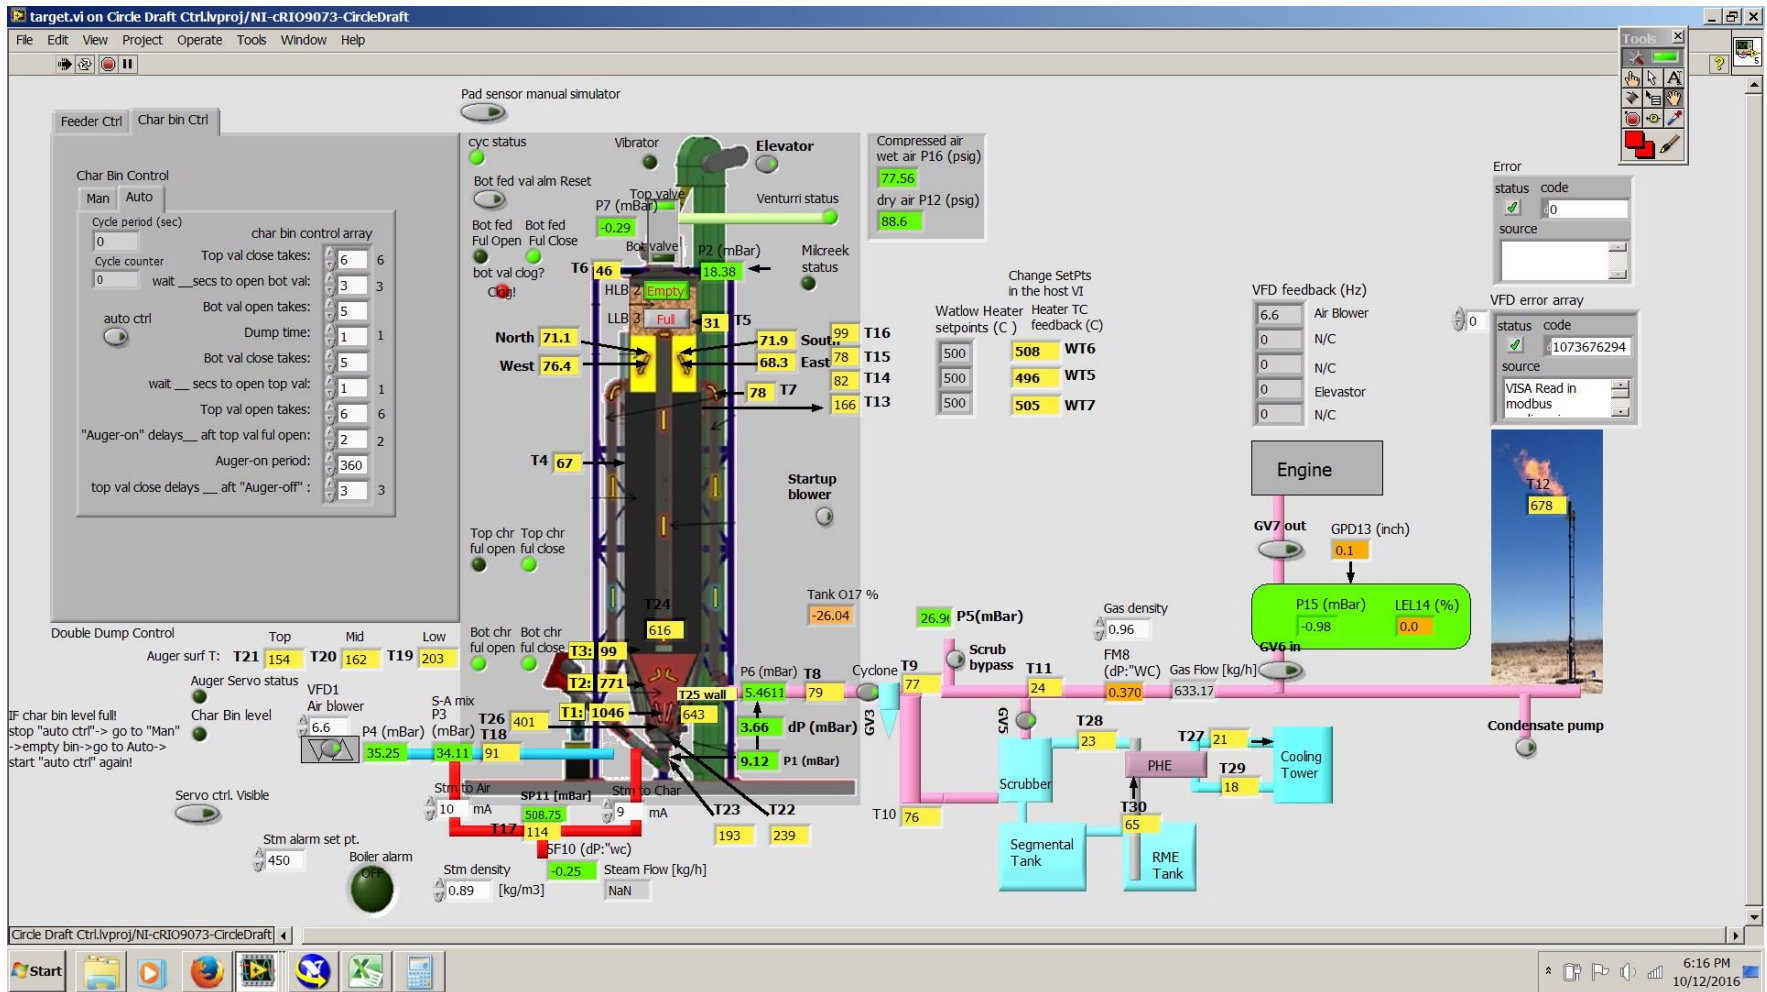 target.vi on Circle Draft Ctrl.lvproj/NI-cRIO9073-CircleDraft
File Edit View Project Operate Tools Window Help
Tools
Pad sensor manual simulator
Feeder Ctrl Char bin Ctrl
Char Bin Control
Man Auto
Cycle period (sec)
0
Cycle counter
0
auto ctrl
char bin control array
Top val close takes: 6 6
wait __secs to open bot val: 3 3
Bot val open takes: 5
Dump time: 1 1
Bot val close takes: 5
wait __ secs to open top val: 1 1
Top val open takes: 6 6
"Auger-on" delays__ aft top val ful open: 2 2
Auger-on period: 360
top val close delays __ aft "Auger-off" : 3 3
cyc status
Vibrator
Elevator
Bot fed val alm Reset
Top valve
P7 (mBar)
-0.29
Venturri status
Bot fed Ful Open
Bot fed Ful Close
Bot valve
P2 (mBar)
18.38
Milcreek status
bot val clog?
Clog!
T6 46
HLB 2 Empty
LLB 3 Full
31 T5
North 71.1
West 76.4
71.9 South
68.3 East
99 T16
78 T15
82 T14
166 T13
78 T7
T4 67
Startup blower
Top chr ful open
Top chr ful close
Bot chr ful open
Bot chr ful close
Compressed air
wet air P16 (psig)
77.56
dry air P12 (psig)
88.6
Change SetPts
in the host VI
Watlow Heater setpoints (C )
Heater TC feedback (C)
500 508 WT6
500 496 WT5
500 505 WT7
VFD feedback (Hz)
6.6 Air Blower
0 N/C
0 N/C
0 Elevastor
0 N/C
Error
status code
0
source
VFD error array
0
status code
1073676294
source
VISA Read in
modbus
Engine
GV7 out
GPD13 (inch)
0.1
P15 (mBar)
-0.98
LEL14 (%)
0.0
GV6 in
T12
678
Tank O17 %
-26.04
T24
616
T3: 99
T2: 771
T1: 1046
T25 wall
643
P6 (mBar)
5.4611
3.66 dP (mBar)
9.12 P1 (mBar)
T8
79
Cyclone
GV3
T9
77
P5(mBar)
Scrub bypass
T11
24
Gas density
0.96
FM8
(dP:"WC)
0.370
Gas Flow [kg/h]
633.17
Condensate pump
GV5
T10 76
Scrubber
T28
23
PHE
T27 21
T29
18
Cooling Tower
T30
65
Segmental Tank
RME Tank
Double Dump Control
Top Mid Low
Auger surf T: T21 154 T20 162 T19 203
Auger Servo status
Char Bin level
IF char bin level full!
stop "auto ctrl"-> go to "Man"
->empty bin->go to Auto->
start "auto ctrl" again!
VFD1
Air blower
6.6
P4 (mBar)
35.25
S-A mix
P3
(mBar)
34.11
T18
91
T26
401
Servo ctrl. Visible
Stm to Air
10 mA
SP11 [mBar]
508.75
Stm to Char
9 mA
T17 114
T23
193
T22
239
Stm alarm set pt.
450
Boiler alarm
OFF
Stm density
0.89 [kg/m3]
SF10 (dP:"wc)
-0.25
Steam Flow [kg/h]
NaN
Circle Draft Ctrl.lvproj/NI-cRIO9073-CircleDraft
Start
6:16 PM
10/12/2016